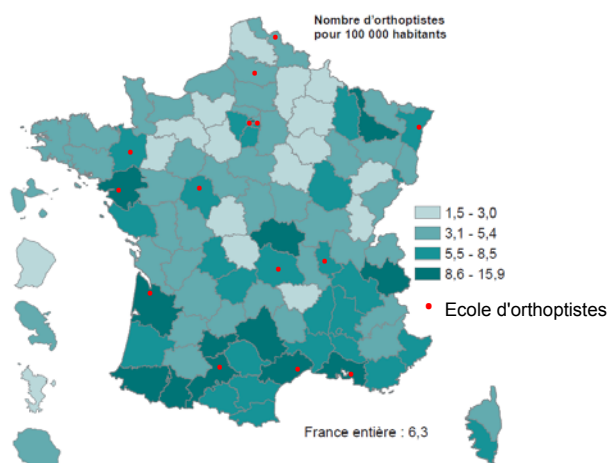 Nombre d'orthoptistes
pour 100 000 habitants
1,5 - 3,0
3,1 - 5,4
5,5 - 8,5
8,6 - 15,9
Ecole d'orthoptistes
France entière : 6,3